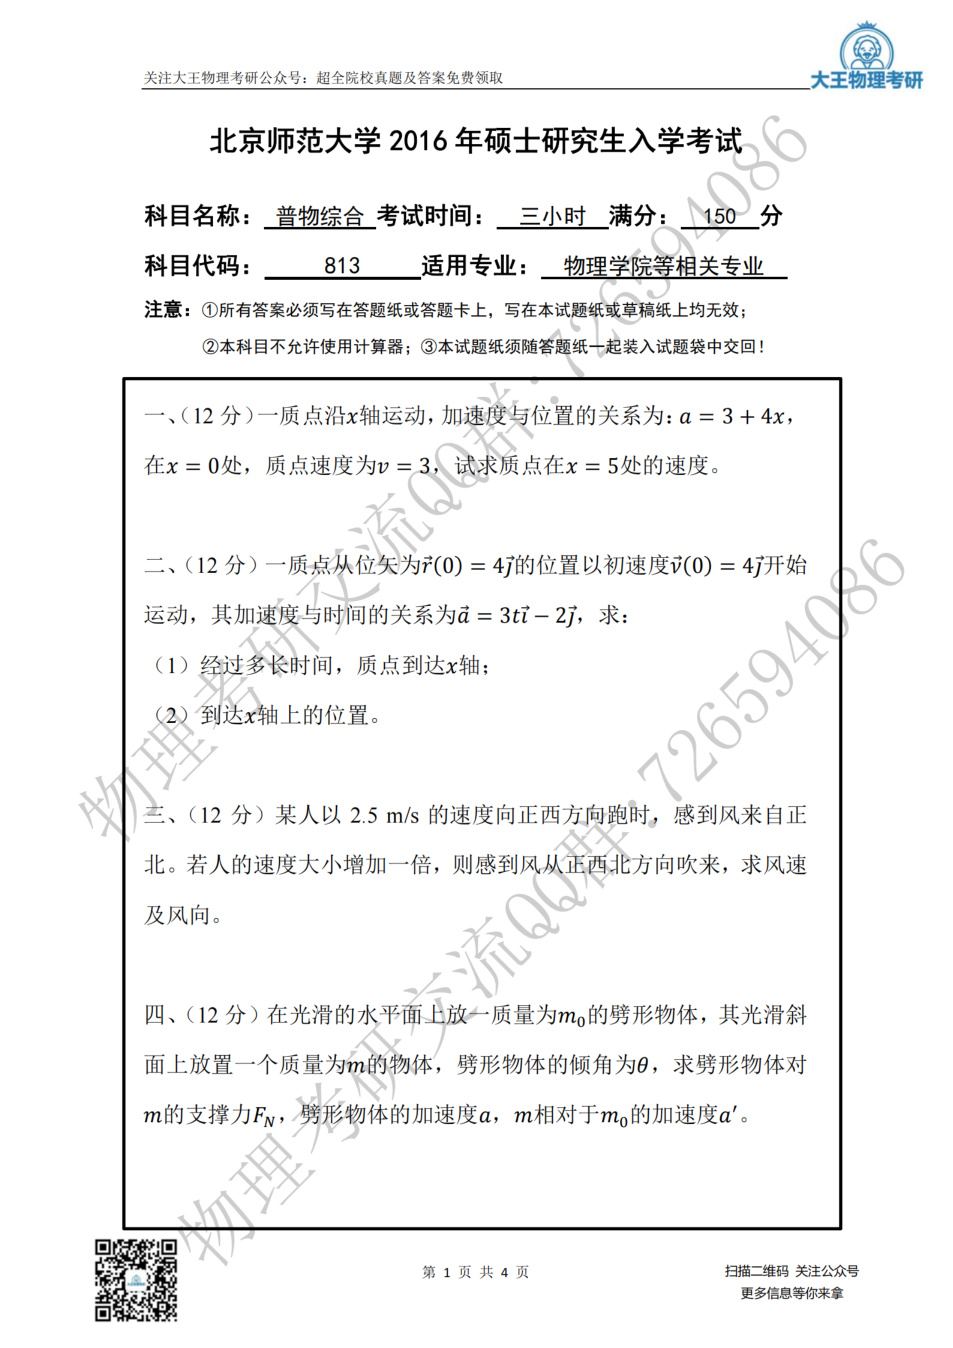 关注大王物理考研公众号：超全院校真题及答案免费领取
大王物理考研
北京师范大学 2016 年硕士研究生入学考试
科目名称： 普物综合 考试时间： 三小时 满分： 150 分
科目代码： 813 适用专业： 物理学院等相关专业
注意：①所有答案必须写在答题纸或答题卡上，写在本试题纸或草稿纸上均无效；
②本科目不允许使用计算器；③本试题纸须随答题纸一起装入试题袋中交回！
一、（12 分）一质点沿x轴运动，加速度与位置的关系为：a = 3 + 4x，
在x = 0处，质点速度为v = 3，试求质点在x = 5处的速度。
二、（12 分）一质点从位矢为r⃗(0) = 4j⃗的位置以初速度v⃗(0) = 4j⃗开始
运动，其加速度与时间的关系为a⃗ = 3ti⃗ − 2j⃗，求：
（1）经过多长时间，质点到达x轴；
（2）到达x轴上的位置。
三、（12 分）某人以 2.5 m/s 的速度向正西方向跑时，感到风来自正
北。若人的速度大小增加一倍，则感到风从正西北方向吹来，求风速
及风向。
四、（12 分）在光滑的水平面上放一质量为m₀的劈形物体，其光滑斜
面上放置一个质量为m的物体，劈形物体的倾角为θ，求劈形物体对
m的支撑力F_N，劈形物体的加速度a，m相对于m₀的加速度a′。
物理考研交流QQ群：726594086
物理考研交流QQ群：726594086
大王物理考研
第 1 页 共 4 页
扫描二维码 关注公众号
更多信息等你来拿